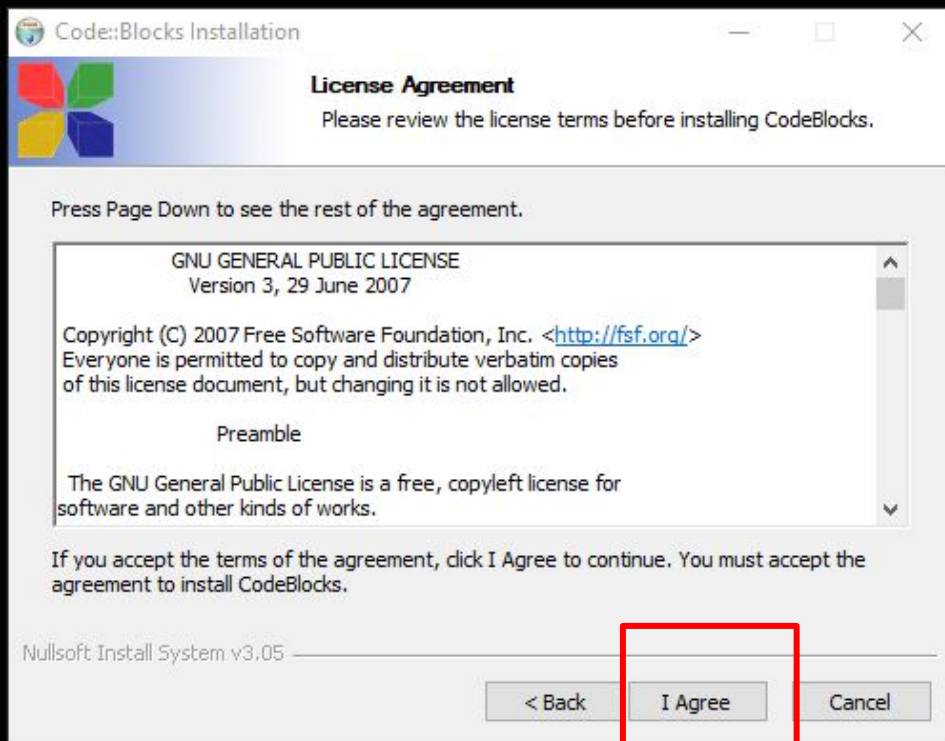 Code::Blocks Installation
License Agreement
Please review the license terms before installing CodeBlocks.
Press Page Down to see the rest of the agreement.
GNU GENERAL PUBLIC LICENSE
Version 3, 29 June 2007
Copyright (C) 2007 Free Software Foundation, Inc. <http://fsf.org/>
Everyone is permitted to copy and distribute verbatim copies
of this license document, but changing it is not allowed.
Preamble
The GNU General Public License is a free, copyleft license for
software and other kinds of works.
If you accept the terms of the agreement, click I Agree to continue. You must accept the
agreement to install CodeBlocks.
Nullsoft Install System v3.05
< Back I Agree Cancel